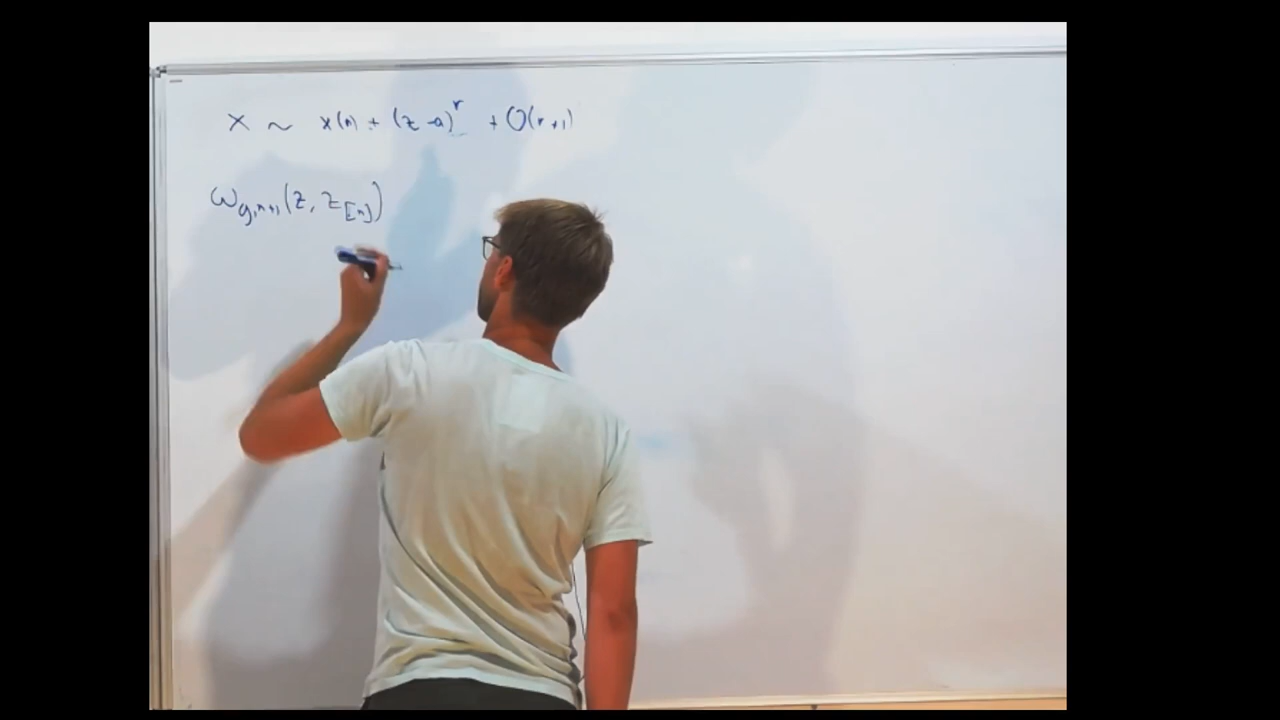 x ~ x(a) + (z-a)^r + O(r+1)
ω_{g,n+1}(z, z_{[n]})